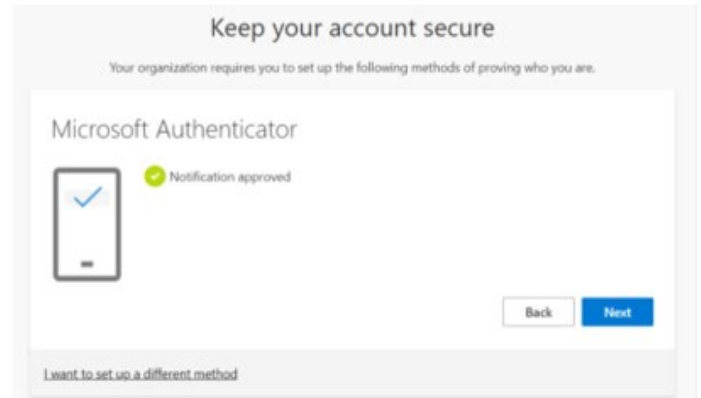 Keep your account secure
Your organization requires you to set up the following methods of proving who you are.
Microsoft Authenticator
Notification approved
Back Next
I want to set up a different method